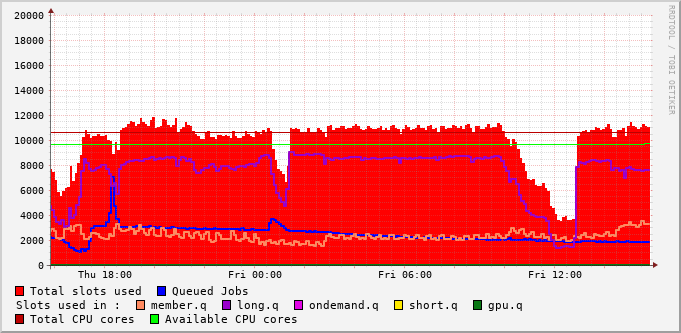 20000
18000
16000
14000
12000
10000
8000
6000
4000
2000
0
Thu 18:00 Fri 00:00 Fri 06:00 Fri 12:00
RRDTOOL / TOBI OETIKER
Total slots used Queued Jobs
Slots used in : member.q long.q ondemand.q short.q gpu.q
Total CPU cores Available CPU cores